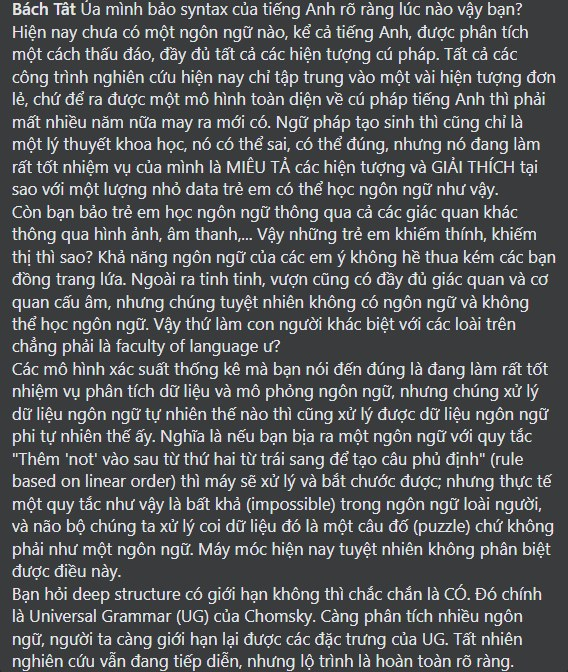 Bách Tât Úa mình bảo syntax của tiếng Anh rõ ràng lúc nào vậy bạn?
Hiện nay chưa có một ngôn ngữ nào, kể cả tiếng Anh, được phân tích
một cách thấu đáo, đầy đủ tất cả các hiện tượng cú pháp. Tất cả các
công trình nghiên cứu hiện nay chỉ tập trung vào một vài hiện tượng đơn
lẻ, chứ để ra được một mô hình toàn diện về cú pháp tiếng Anh thì phải
mất nhiều năm nữa may ra mới có. Ngữ pháp tạo sinh thì cũng chỉ là
một lý thuyết khoa học, nó có thể sai, có thể đúng, nhưng nó đang làm
rất tốt nhiệm vụ của mình là MIÊU TẢ các hiện tượng và GIẢI THÍCH tại
sao với một lượng nhỏ data trẻ em có thể học ngôn ngữ như vậy.
Còn bạn bảo trẻ em học ngôn ngữ thông qua cả các giác quan khác
thông qua hình ảnh, âm thanh,... Vậy những trẻ em khiếm thính, khiếm
thị thì sao? Khả năng ngôn ngữ của các em ý không hề thua kém các bạn
đồng trang lứa. Ngoài ra tinh tinh, vượn cũng có đầy đủ giác quan và cơ
quan cấu âm, nhưng chúng tuyệt nhiên không có ngôn ngữ và không
thể học ngôn ngữ. Vậy thứ làm con người khác biệt với các loài trên
chẳng phải là faculty of language ư?
Các mô hình xác suất thống kê mà bạn nói đến đúng là đang làm rất tốt
nhiệm vụ phân tích dữ liệu và mô phỏng ngôn ngữ, nhưng chúng xử lý
dữ liệu ngôn ngữ tự nhiên thế nào thì cũng xử lý được dữ liệu ngôn ngữ
phi tự nhiên thế ấy. Nghĩa là nếu bạn bịa ra một ngôn ngữ với quy tắc
"Thêm 'not' vào sau từ thứ hai từ trái sang để tạo câu phủ định" (rule
based on linear order) thì máy sẽ xử lý và bắt chước được; nhưng thực tế
một quy tắc như vậy là bất khả (impossible) trong ngôn ngữ loài người,
và não bộ chúng ta xử lý coi dữ liệu đó là một câu đố (puzzle) chứ không
phải như một ngôn ngữ. Máy móc hiện nay tuyệt nhiên không phân biệt
được điều này.
Bạn hỏi deep structure có giới hạn không thì chắc chắn là CÓ. Đó chính
là Universal Grammar (UG) của Chomsky. Càng phân tích nhiều ngôn
ngữ, người ta càng giới hạn lại được các đặc trưng của UG. Tất nhiên
nghiên cứu vẫn đang tiếp diễn, nhưng lộ trình là hoàn toàn rõ ràng.